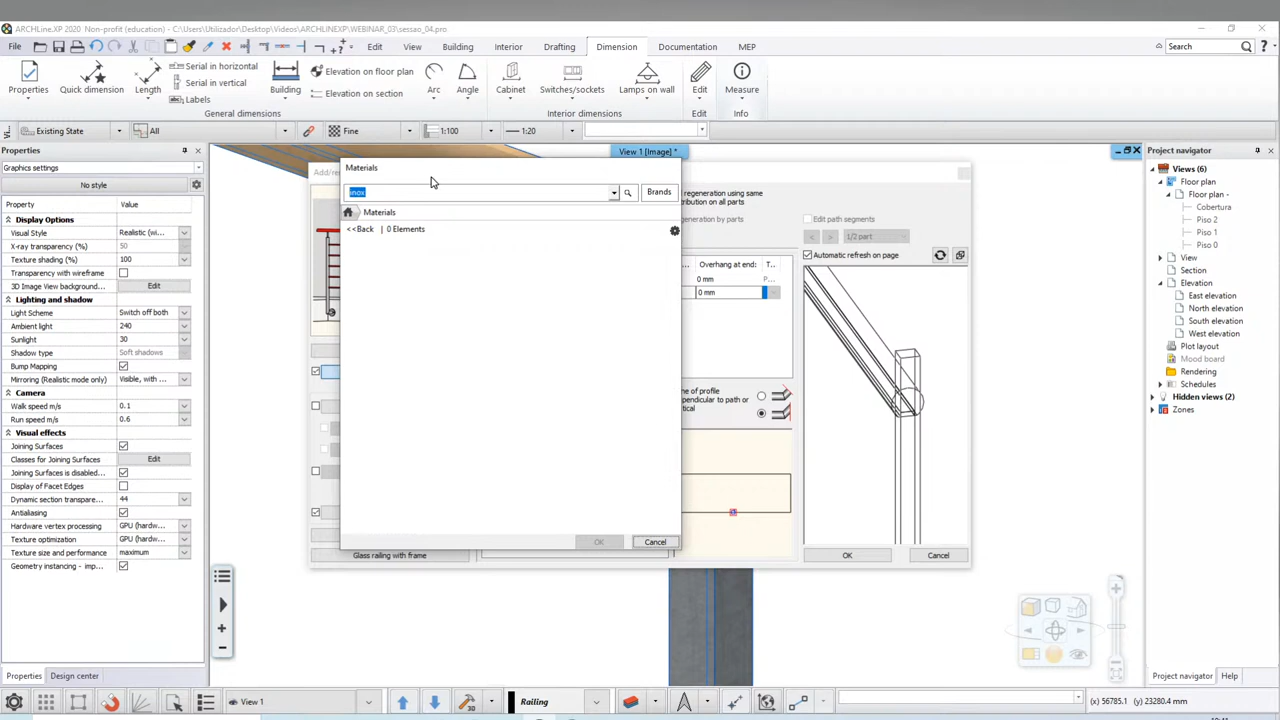 ARCHLine.XP 2020 Non-profit (education) - C:\Users\Utilizador\Desktop\Videos\ARCHLINEXP\WEBINAR_03\sessao_04.pro
File Edit View Building Interior Drafting Dimension Documentation MEP Search
Properties
Quick dimension
Serial in horizontal
Serial in vertical
Labels
Length
General dimensions
Building
Elevation on floor plan
Elevation on section
Arc
Angle
Cabinet
Switches/sockets
Lamps on wall
Interior dimensions
Edit
Edit
Measure
Info
Existing State All Fine 1:100 1:20
Properties
Graphics settings
No style
Property Value
Display Options
Visual Style Realistic (wi...
X-ray transparency (%) 50
Texture shading (%) 100
Transparency with wireframe
3D Image View background... Edit
Lighting and shadow
Light Scheme Switch off both
Ambient light 240
Sunlight 30
Shadow type Soft shadows
Bump Mapping
Mirroring (Realistic mode only) Visible, with ...
Camera
Walk speed m/s 0.1
Run speed m/s 0.6
Visual effects
Joining Surfaces
Classes for Joining Surfaces Edit
Joining Surfaces is disabled...
Display of Facet Edges
Dynamic section transpare... 44
Antialiasing
Hardware vertex processing GPU (hardw...
Texture optimization GPU (hardw...
Texture size and performance maximum
Geometry instancing - imp...
Properties Design center
View 1 [Image] *
Add/re
Materials
inox
Brands
Materials
<<Back | 0 Elements
OK Cancel
Glass railing with frame
regeneration using same
tribution on all parts
generation by parts
Edit path segments
< > 1/2 part
Automatic refresh on page
... Overhang at end: T...
0 mm P...
0 mm
ne of profile
pendicular to path or
tical
OK Cancel
Project navigator
Views (6)
Floor plan
Floor plan -
Cobertura
Piso 2
Piso 1
Piso 0
View
Section
Elevation
East elevation
North elevation
South elevation
West elevation
Plot layout
Mood board
Rendering
Schedules
Hidden views (2)
Zones
Project navigator Help
View 1
30
Railing
(x) 56785.1 (y) 23280.4 mm